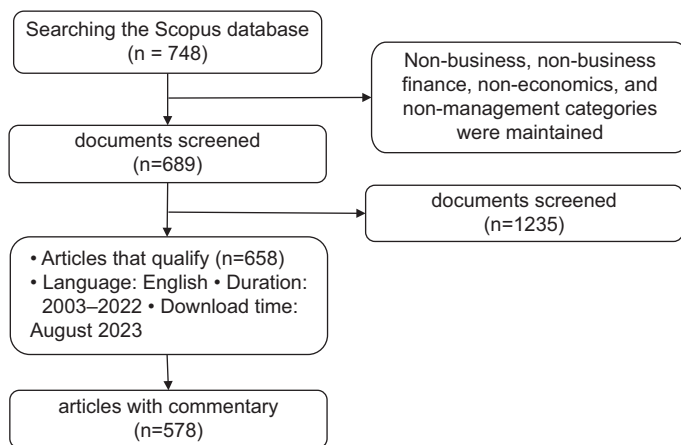 Searching the Scopus database
(n = 748)
Non-business, non-business
finance, non-economics, and
non-management categories
were maintained
documents screened
(n=689)
documents screened
(n=1235)
• Articles that qualify (n=658)
• Language: English • Duration:
2003–2022 • Download time:
August 2023
articles with commentary
(n=578)